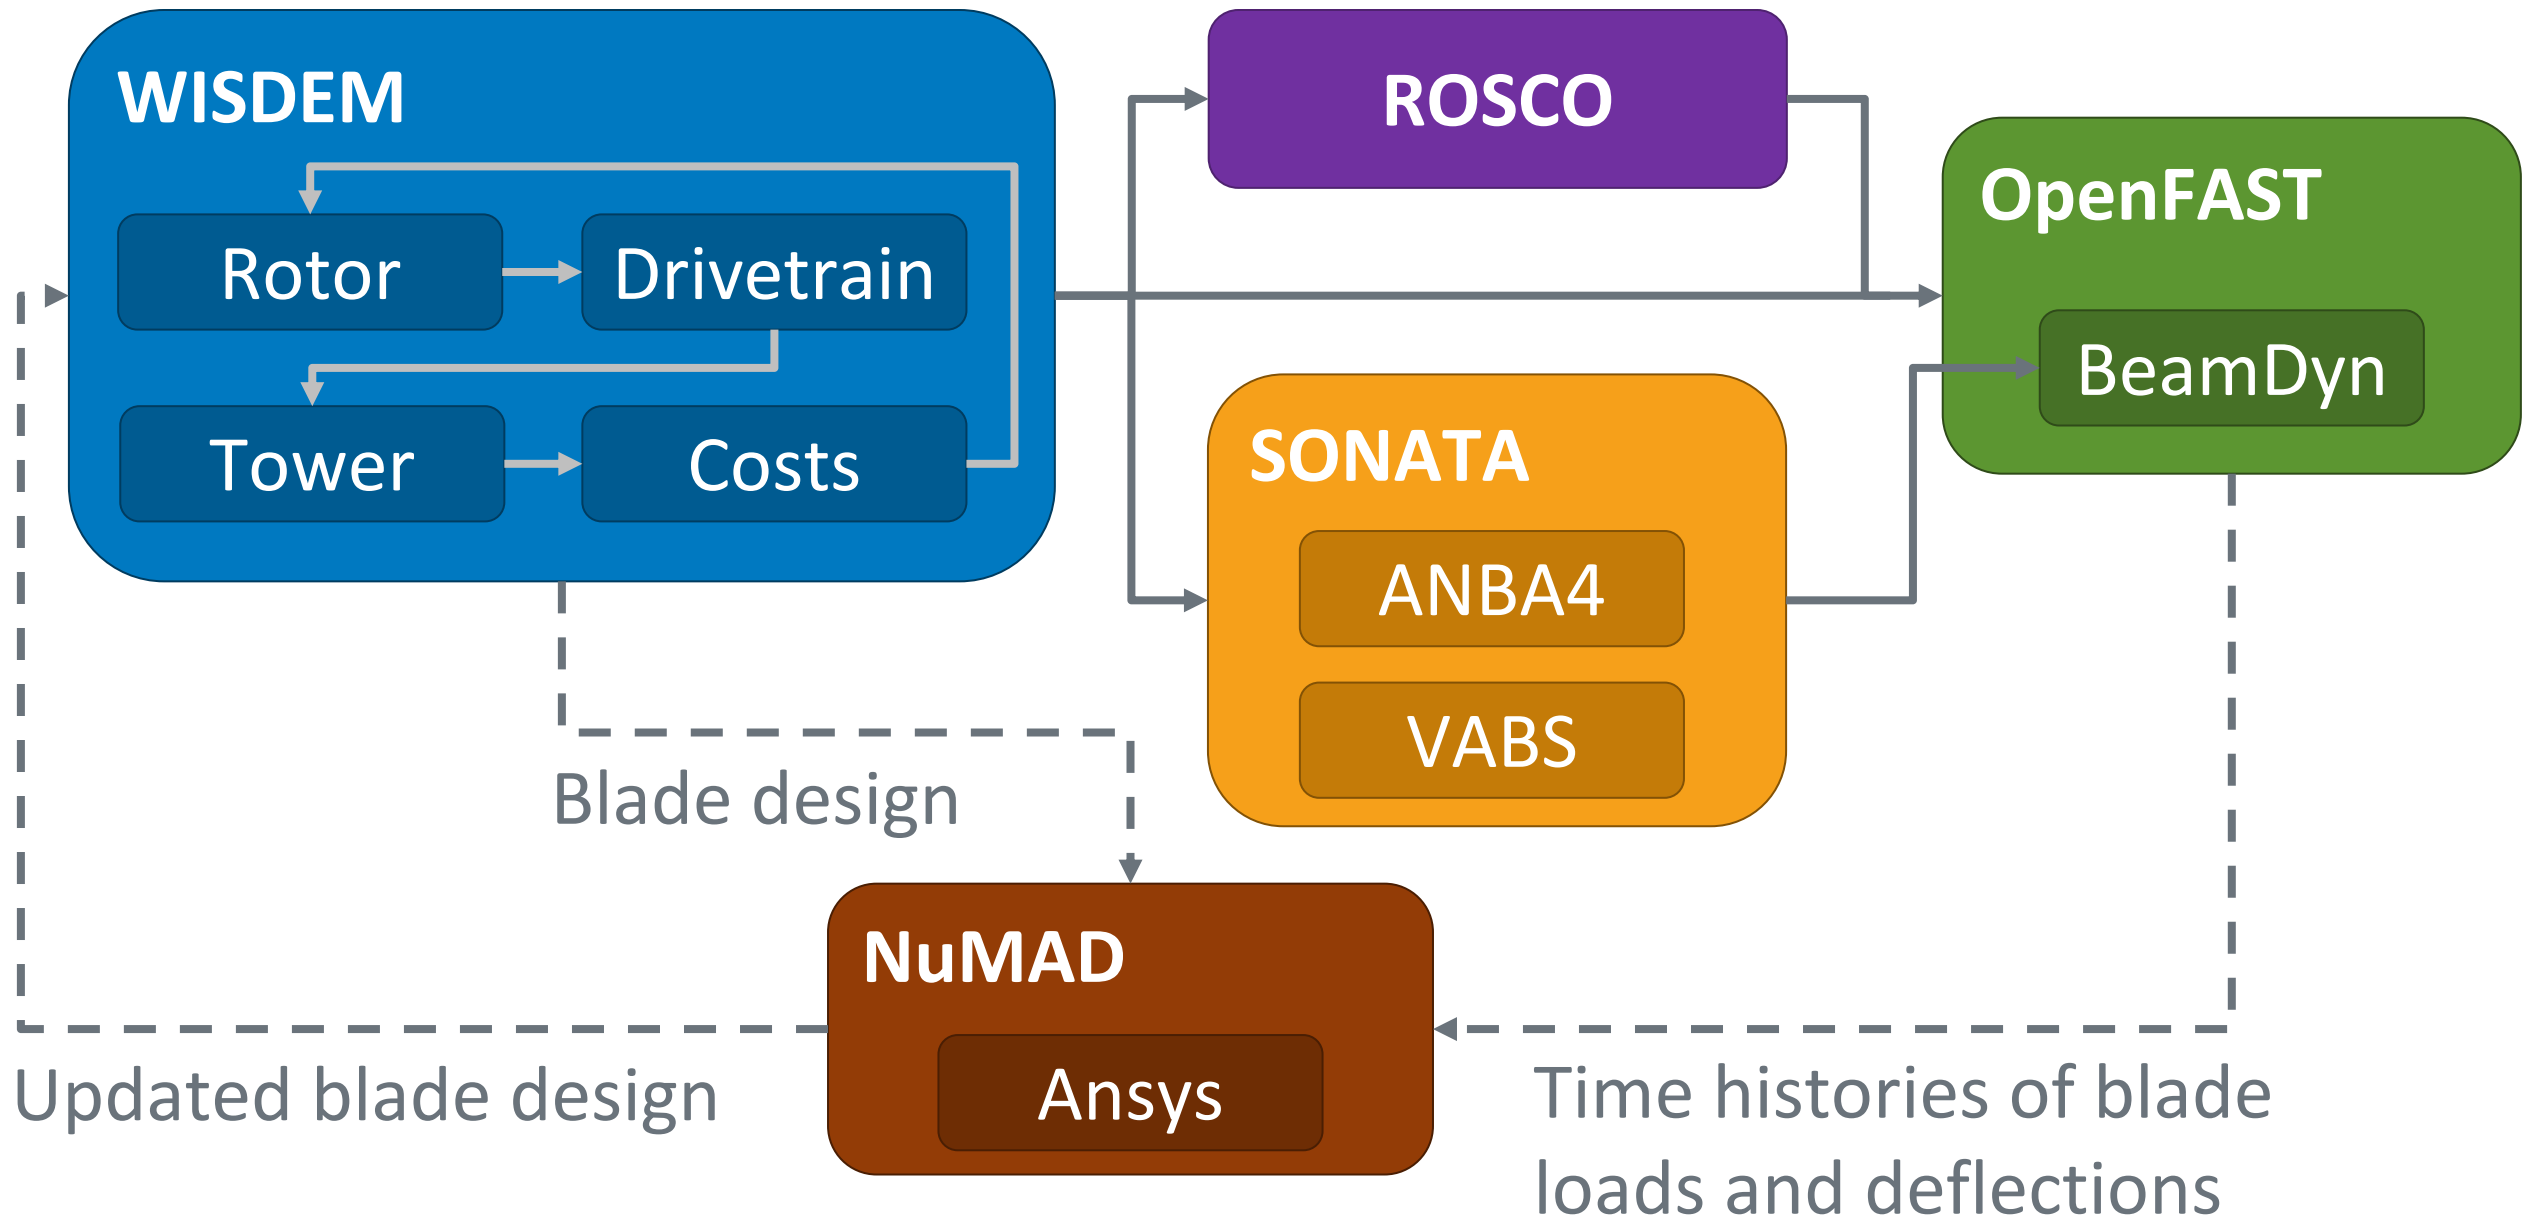 WISDEM
Rotor
Drivetrain
Tower
Costs
ROSCO
OpenFAST
BeamDyn
SONATA
ANBA4
VABS
Blade design
NuMAD
Ansys
Updated blade design
Time histories of blade
loads and deflections